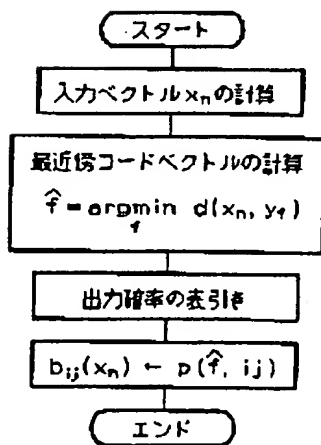 スタート
入力ベクトルxnの計算
最近傍コードベクトルの計算
f̂ = argmin d(xn, yf)
f
出力確率の表引き
bij(xn) ← p(f̂, ij)
エンド